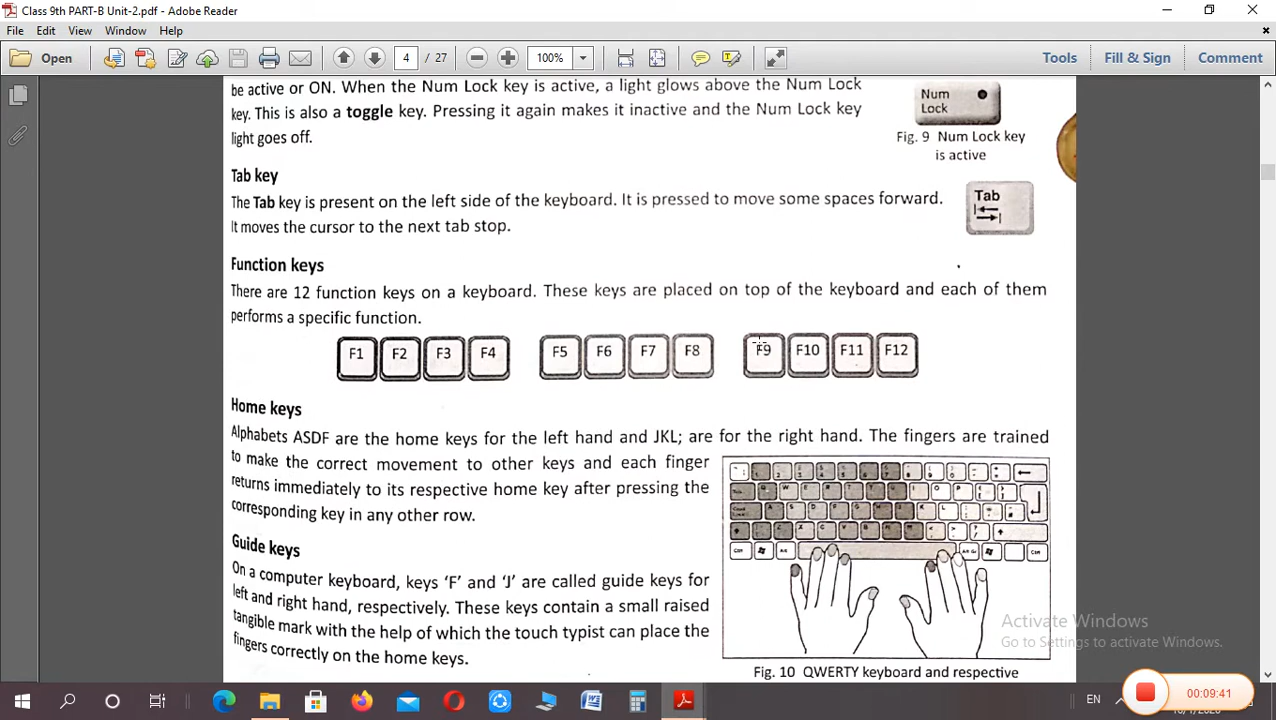 Class 9th PART-B Unit-2.pdf - Adobe Reader
File Edit View Window Help
Open 4 / 27 100% Tools Fill & Sign Comment
be active or ON. When the Num Lock key is active, a light glows above the Num Lock
key. This is also a toggle key. Pressing it again makes it inactive and the Num Lock key
light goes off.
Num
Lock
Fig. 9 Num Lock key
is active
Tab key
The Tab key is present on the left side of the keyboard. It is pressed to move some spaces forward.
It moves the cursor to the next tab stop.
Tab
Function keys
There are 12 function keys on a keyboard. These keys are placed on top of the keyboard and each of them
performs a specific function.
F1 F2 F3 F4 F5 F6 F7 F8 F9 F10 F11 F12
Home keys
Alphabets ASDF are the home keys for the left hand and JKL; are for the right hand. The fingers are trained
to make the correct movement to other keys and each finger
returns immediately to its respective home key after pressing the
corresponding key in any other row.
Guide keys
On a computer keyboard, keys ‘F’ and ‘J’ are called guide keys for
left and right hand, respectively. These keys contain a small raised
tangible mark with the help of which the touch typist can place the
fingers correctly on the home keys.
Fig. 10 QWERTY keyboard and respective
Activate Windows
Go to Settings to activate Windows.
EN
00:09:41